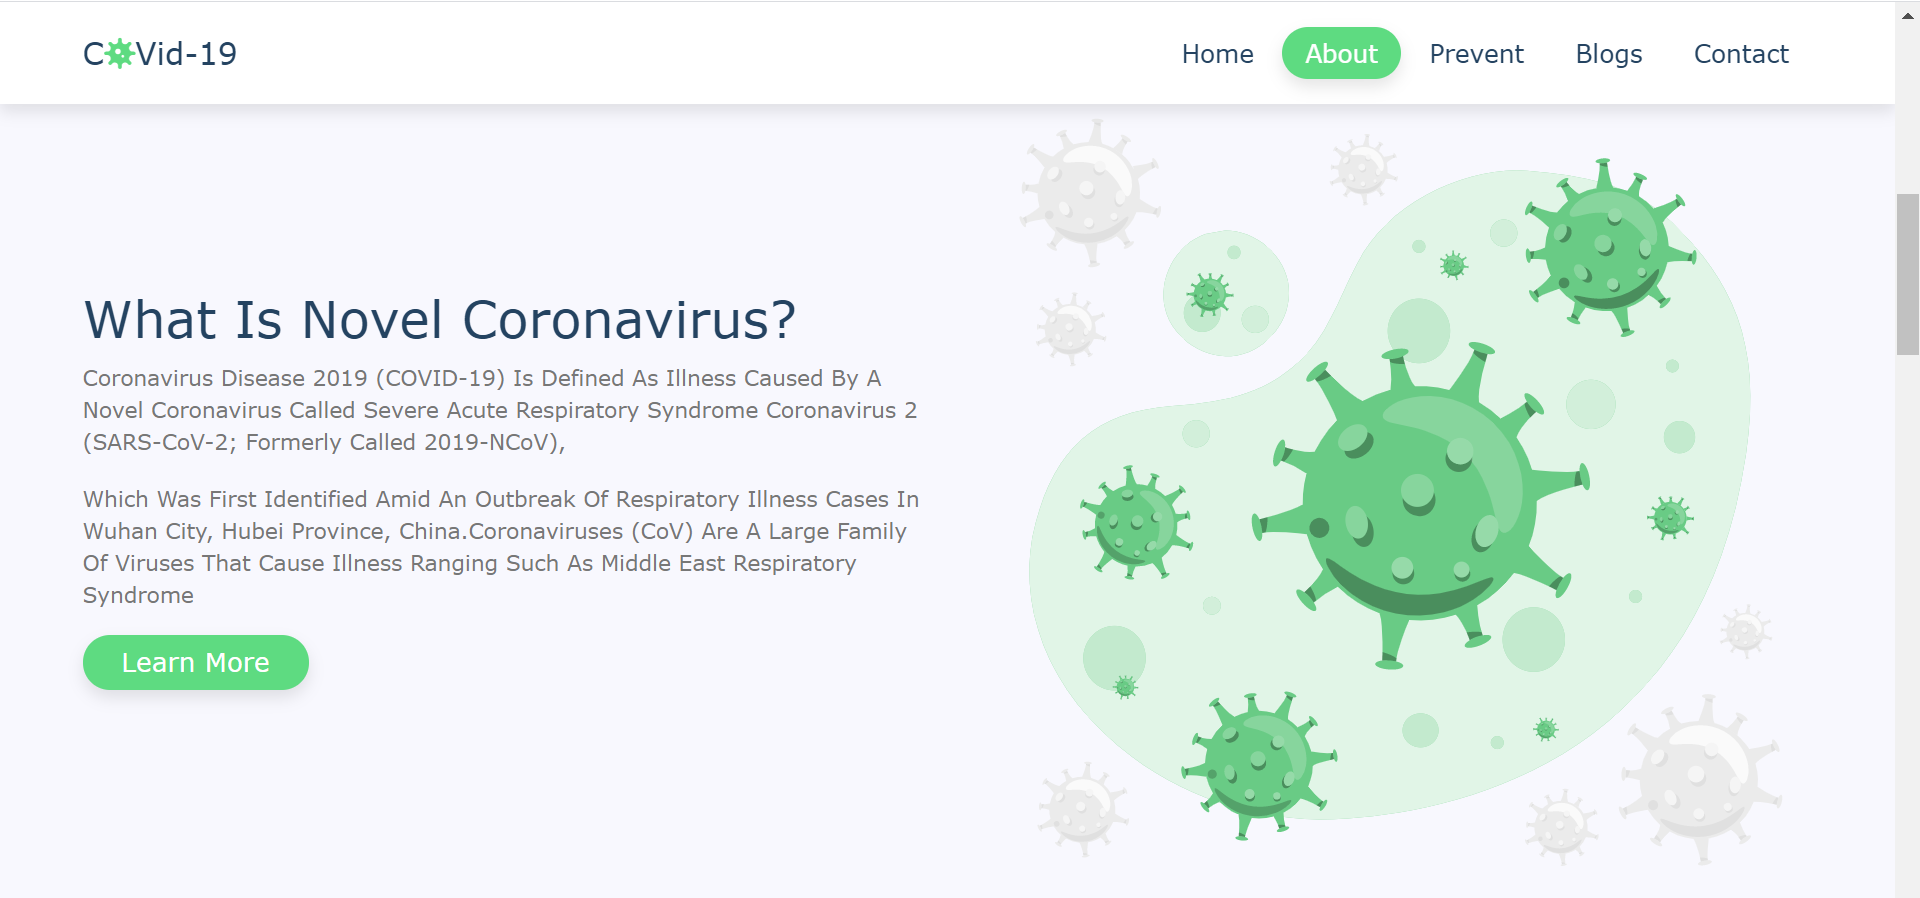 CVid-19
Home
About
Prevent
Blogs
Contact
What Is Novel Coronavirus?
Coronavirus Disease 2019 (COVID-19) Is Defined As Illness Caused By A
Novel Coronavirus Called Severe Acute Respiratory Syndrome Coronavirus 2
(SARS-CoV-2; Formerly Called 2019-NCoV),
Which Was First Identified Amid An Outbreak Of Respiratory Illness Cases In
Wuhan City, Hubei Province, China.Coronaviruses (CoV) Are A Large Family
Of Viruses That Cause Illness Ranging Such As Middle East Respiratory
Syndrome
Learn More